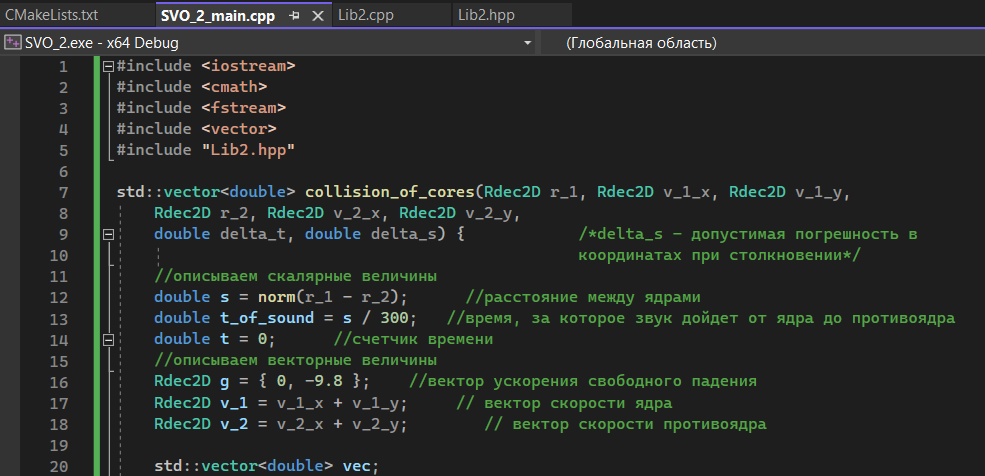 CMakeLists.txt SVO_2_main.cpp Lib2.cpp Lib2.hpp
SVO_2.exe - x64 Debug (Глобальная область)
1 #include <iostream>
2 #include <cmath>
3 #include <fstream>
4 #include <vector>
5 #include "Lib2.hpp"
6
7 std::vector<double> collision_of_cores(Rdec2D r_1, Rdec2D v_1_x, Rdec2D v_1_y,
8 Rdec2D r_2, Rdec2D v_2_x, Rdec2D v_2_y,
9 double delta_t, double delta_s) { /*delta_s - допустимая погрешность в
10 координатах при столкновении*/
11 //описываем скалярные величины
12 double s = norm(r_1 - r_2); //расстояние между ядрами
13 double t_of_sound = s / 300; //время, за которое звук дойдет от ядра до противоядра
14 double t = 0; //счетчик времени
15 //описываем векторные величины
16 Rdec2D g = { 0, -9.8 }; //вектор ускорения свободного падения
17 Rdec2D v_1 = v_1_x + v_1_y; // вектор скорости ядра
18 Rdec2D v_2 = v_2_x + v_2_y; // вектор скорости противоядра
19
20 std::vector<double> vec;